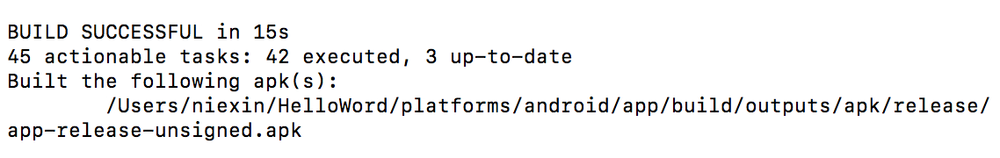 BUILD SUCCESSFUL in 15s
45 actionable tasks: 42 executed, 3 up-to-date
Built the following apk(s):
/Users/niexin/HelloWord/platforms/android/app/build/outputs/apk/release/
app-release-unsigned.apk